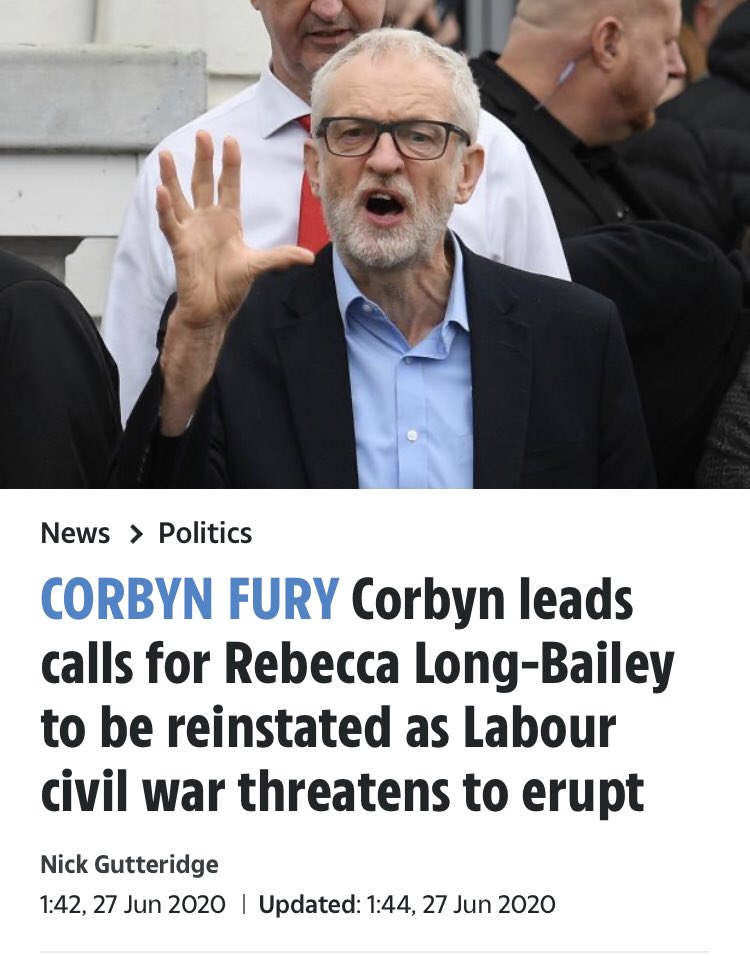 News > Politics
CORBYN FURY Corbyn leads
calls for Rebecca Long-Bailey
to be reinstated as Labour
civil war threatens to erupt
Nick Gutteridge
1:42, 27 Jun 2020 | Updated: 1:44, 27 Jun 2020